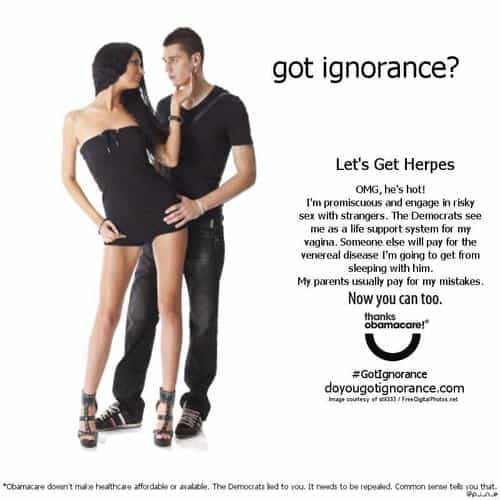 got ignorance?
Let's Get Herpes
OMG, he's hot!
I'm promiscuous and engage in risky
sex with strangers. The Democrats see
me as a life support system for my
vagina. Someone else will pay for the
venereal disease I'm going to get from
sleeping with him.
My parents usually pay for my mistakes.
Now you can too.
thanks
obamacare!*
#GotIgnorance
doyougotignorance.com
Image courtesy of stI333 / FreeDigitalPhotos.net
*Obamacare doesn't make healthcare affordable or available. The Democrats lied to you. It needs to be repealed. Common sense tells you that.